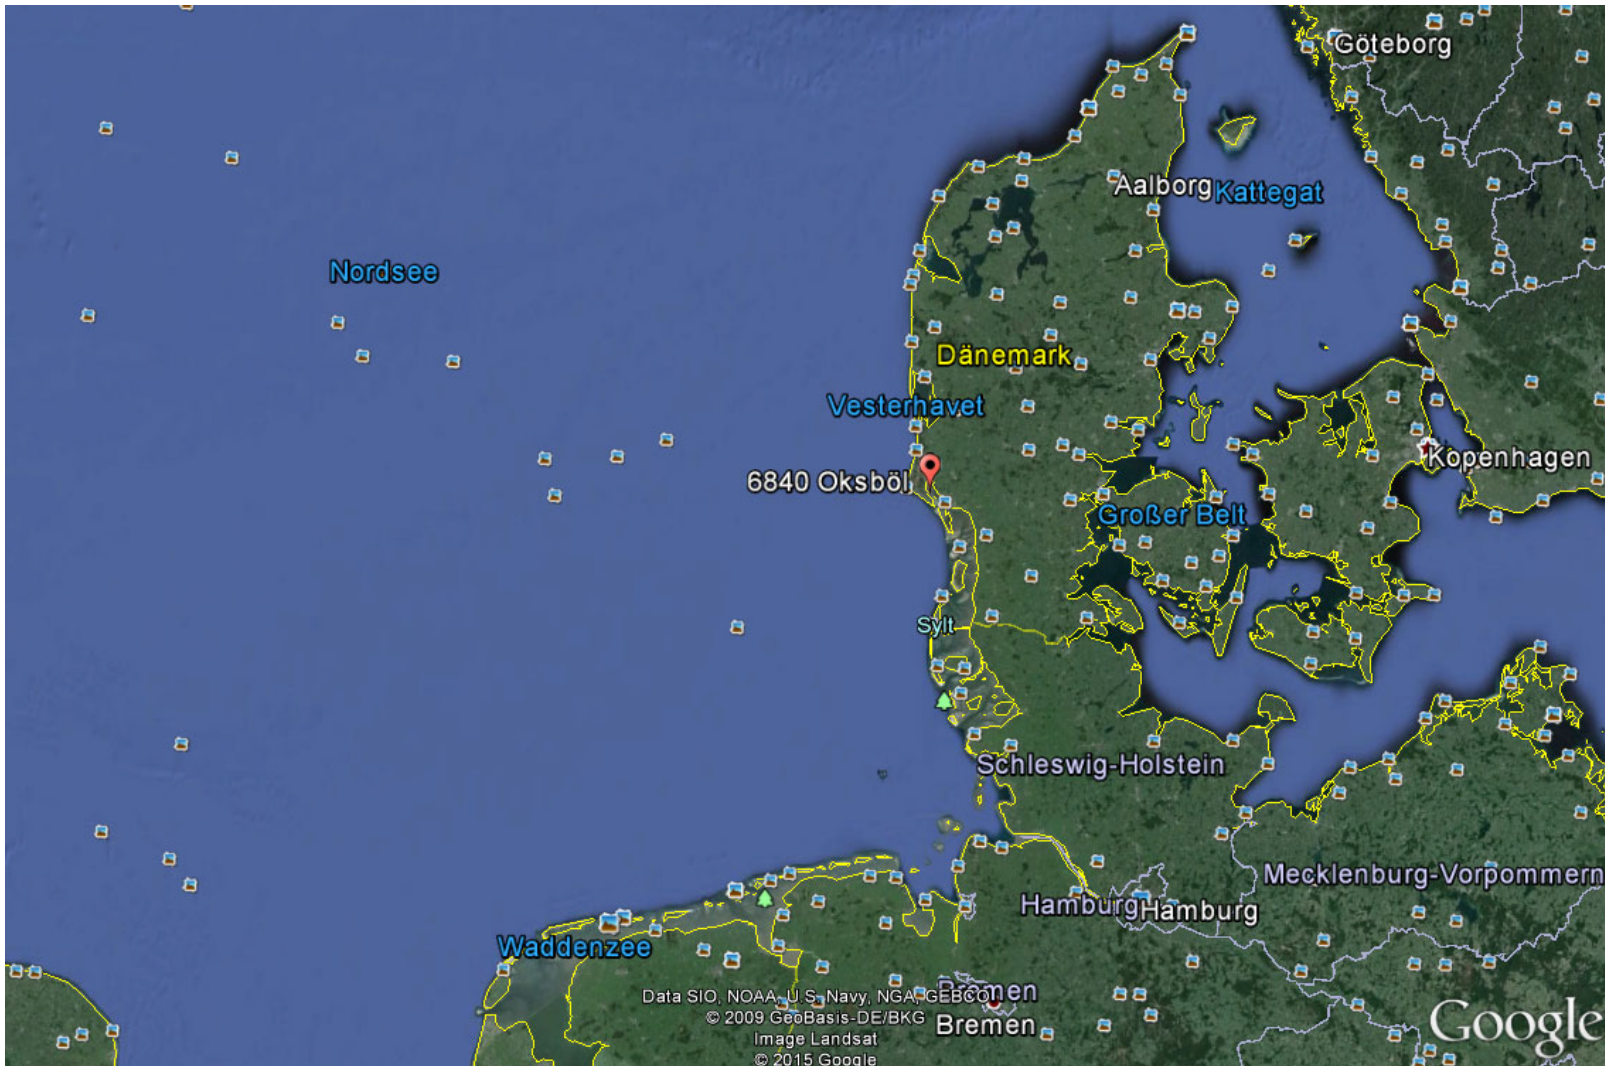 Göteborg
Aalborg
Kattegat
Nordsee
Dänemark
Vesterhavet
Kopenhagen
6840 Oksböl
Großer Belt
Sylt
Schleswig-Holstein
Mecklenburg-Vorpommern
Hamburg
Hamburg
Waddenzee
Bremen
Data SIO, NOAA, U.S. Navy, NGA, GEBCO
© 2009 GeoBasis-DE/BKG
Bremen
Image Landsat
© 2015 Google
Google